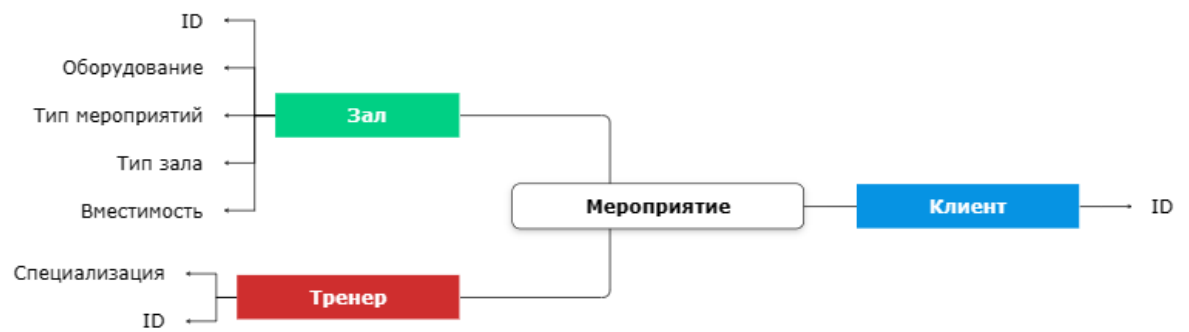 ID
Оборудование
Тип мероприятий
Зал
Тип зала
Вместимость
Мероприятие
Клиент
ID
Специализация
Тренер
ID